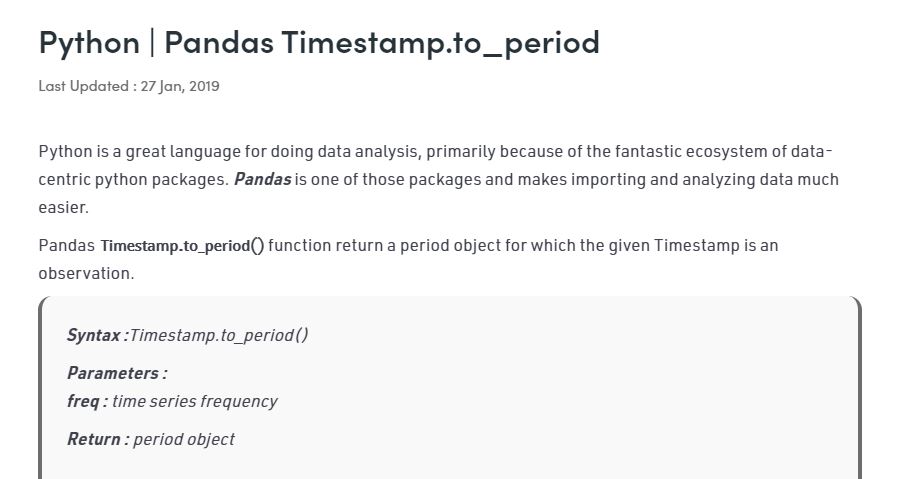 Python | Pandas Timestamp.to_period
Last Updated : 27 Jan, 2019
Python is a great language for doing data analysis, primarily because of the fantastic ecosystem of data-
centric python packages. Pandas is one of those packages and makes importing and analyzing data much
easier.
Pandas Timestamp.to_period() function return a period object for which the given Timestamp is an
observation.
Syntax :Timestamp.to_period()
Parameters :
freq : time series frequency
Return : period object